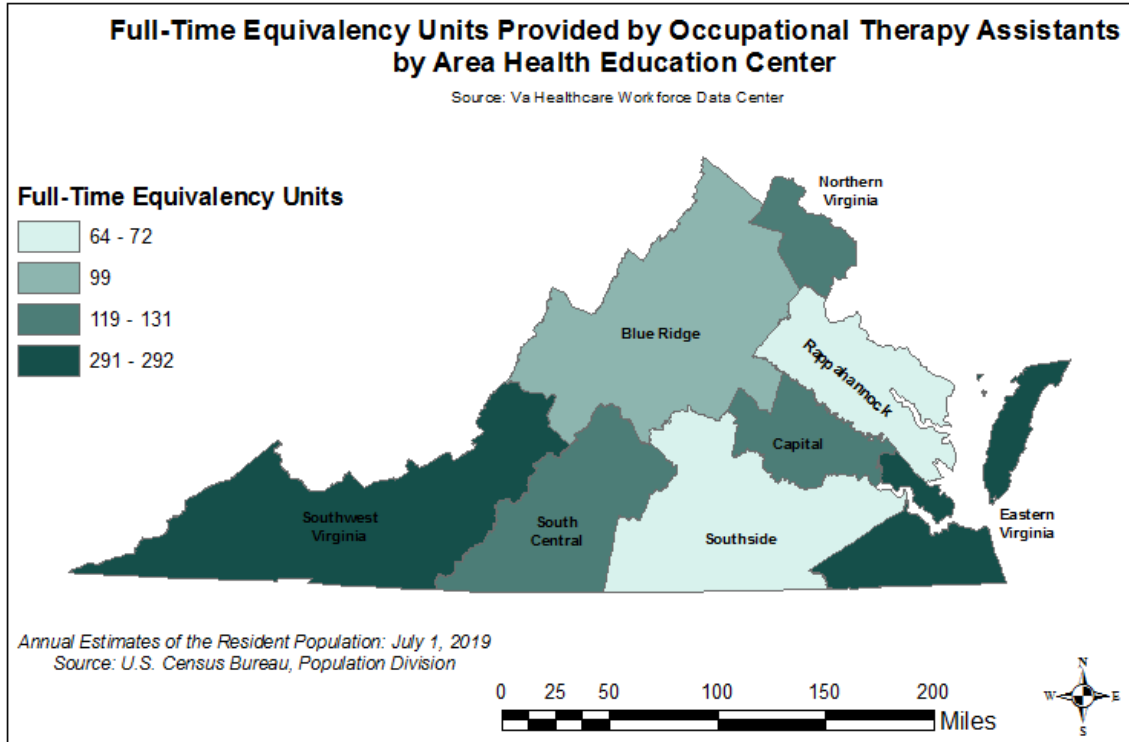 Full-Time Equivalency Units Provided by Occupational Therapy Assistants
by Area Health Education Center
Source: Va Healthcare Workforce Data Center
Full-Time Equivalency Units
64 - 72
99
119 - 131
291 - 292
Northern
Virginia
Blue Ridge
Rappahannock
Capital
Southwest
Virginia
South
Central
Southside
Eastern
Virginia
Annual Estimates of the Resident Population: July 1, 2019
Source: U.S. Census Bureau, Population Division
0 25 50 100 150 200
Miles
N
W E
S